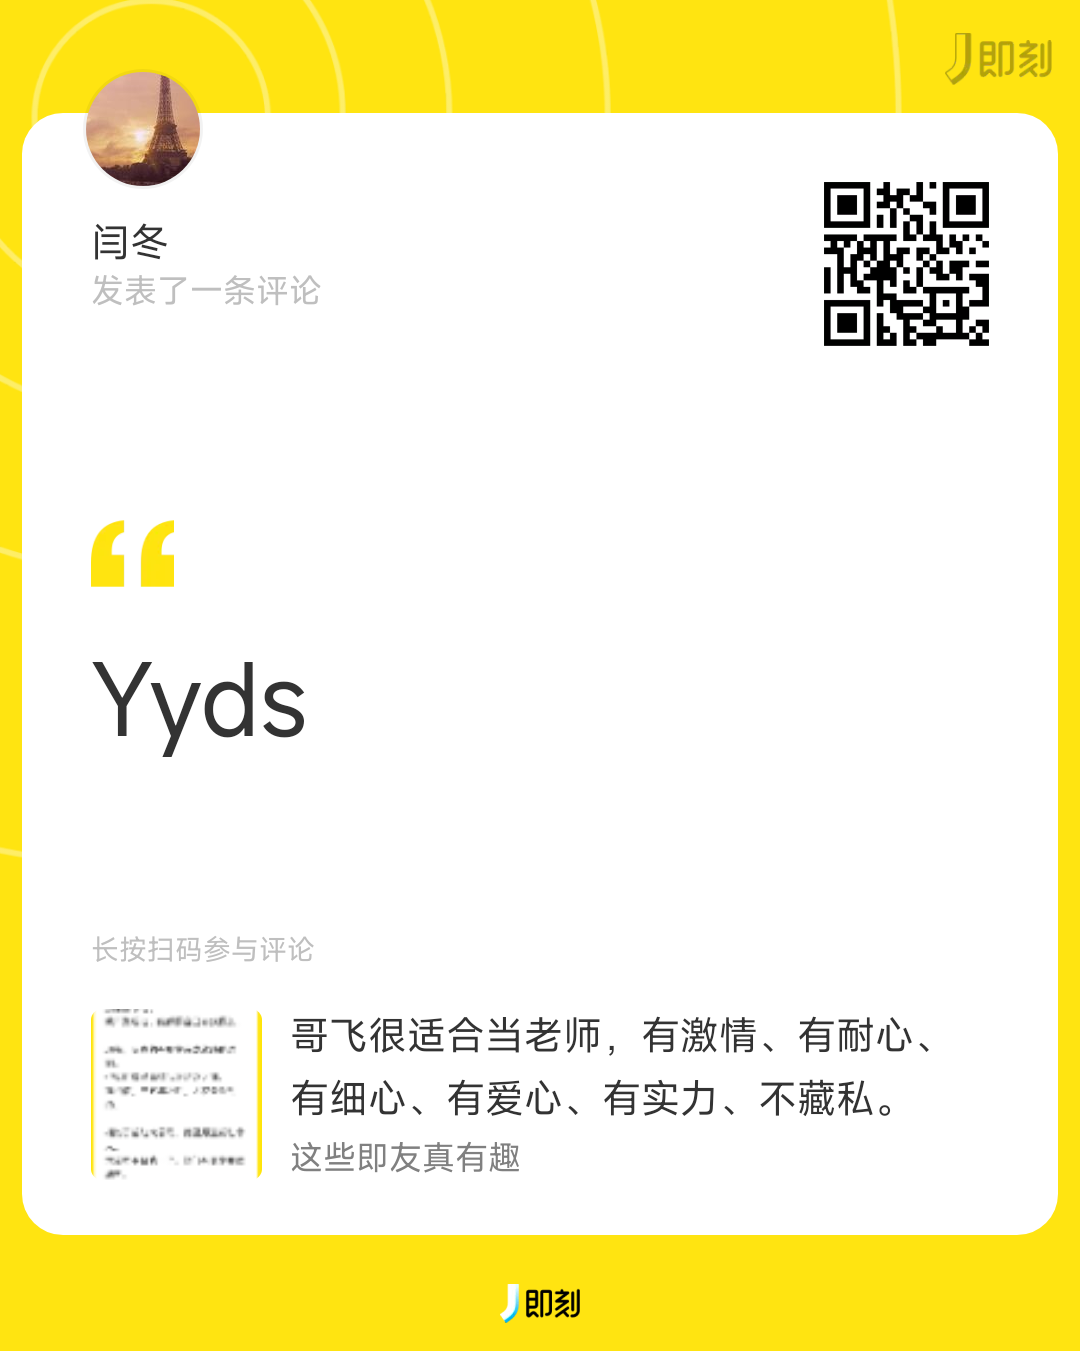 即刻
闫冬
发表了一条评论
Yyds
长按扫码参与评论
哥飞很适合当老师，有激情、有耐心、
有细心、有爱心、有实力、不藏私。
这些即友真有趣
即刻